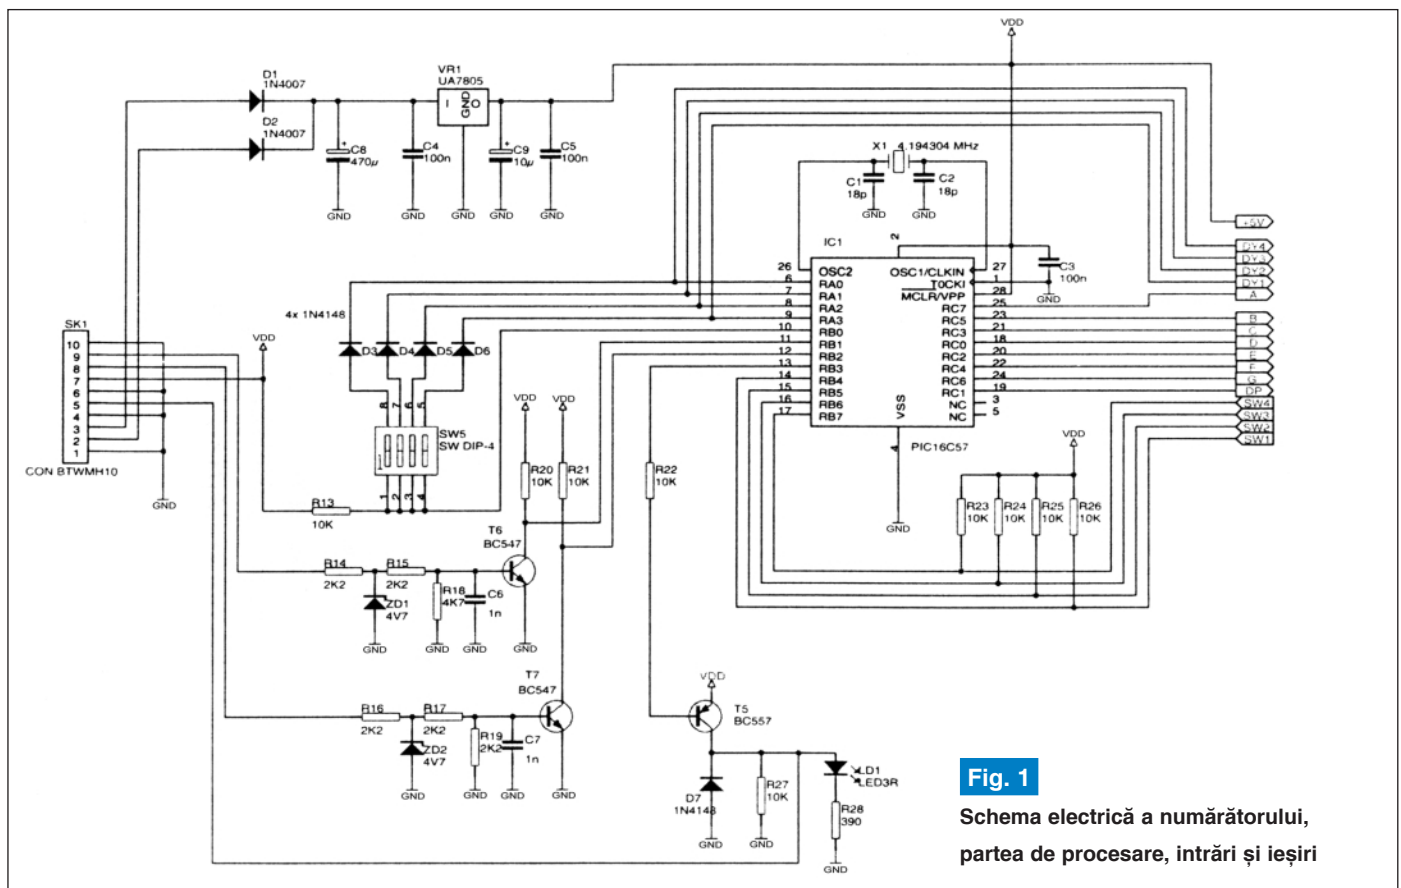 VDD
D1
1N4007
D2
1N4007
VR1
UA7805
I
GND
O
+
C8
470µ
C4
100n
+
C9
10µ
C5
100n
GND
GND
GND
GND
GND
X1
4.194304 MHz
C1
18p
C2
18p
GND
GND
IC1
2
26
6
7
8
9
10
11
12
13
14
15
16
17
OSC2
RA0
RA1
RA2
RA3
RB0
RB1
RB2
RB3
RB4
RB5
RB6
RB7
OSC1/CLKIN
T0CKI
MCLR/VPP
RC7
RC5
RC3
RC0
RC2
RC4
RC6
RC1
NC
NC
VSS
27
1
28
25
23
21
18
20
22
24
19
3
5
4
PIC16C57
C3
100n
GND
GND
+5V
DY4
DY3
DY2
DY1
A
B
C
D
E
F
G
DP
SW4
SW3
SW2
SW1
SK1
10
9
8
7
6
5
4
3
2
1
CON BTWMH10
GND
VDD
4x 1N4148
D3
D4
D5
D6
8
7
6
5
SW5
SW DIP-4
1
2
3
4
R13
10K
VDD
VDD
R20
10K
R21
10K
R22
10K
VDD
R23
10K
R24
10K
R25
10K
R26
10K
T6
BC547
R14
2K2
R15
2K2
ZD1
4V7
R18
4K7
C6
1n
GND
GND
GND
GND
T7
BC547
R16
2K2
R17
2K2
ZD2
4V7
R19
2K2
C7
1n
GND
GND
GND
GND
VDD
T5
BC557
D7
1N4148
R27
10K
LD1
LED3R
R28
390
GND
GND
GND
Fig. 1
Schema electrică a numărătorului,
partea de procesare, intrări și ieșiri